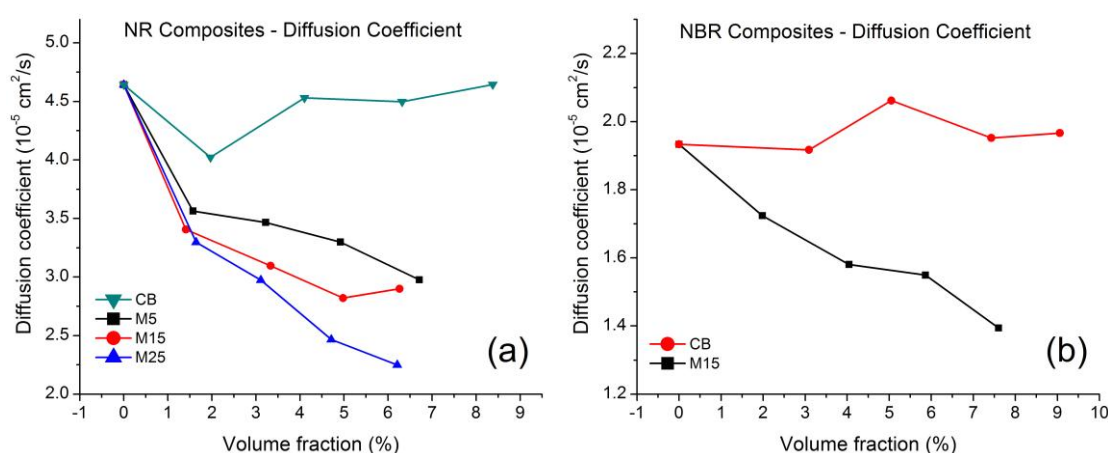 NR Composites - Diffusion Coefficient
Diffusion coefficient (10⁻⁵ cm²/s)
5.0
4.5
4.0
3.5
3.0
2.5
2.0
CB
M5
M15
M25
(a)
-1 0 1 2 3 4 5 6 7 8 9
Volume fraction (%)
NBR Composites - Diffusion Coefficient
Diffusion coefficient (10⁻⁵ cm²/s)
2.2
2.0
1.8
1.6
1.4
1.2
CB
M15
(b)
-1 0 1 2 3 4 5 6 7 8 9 10
Volume fraction (%)